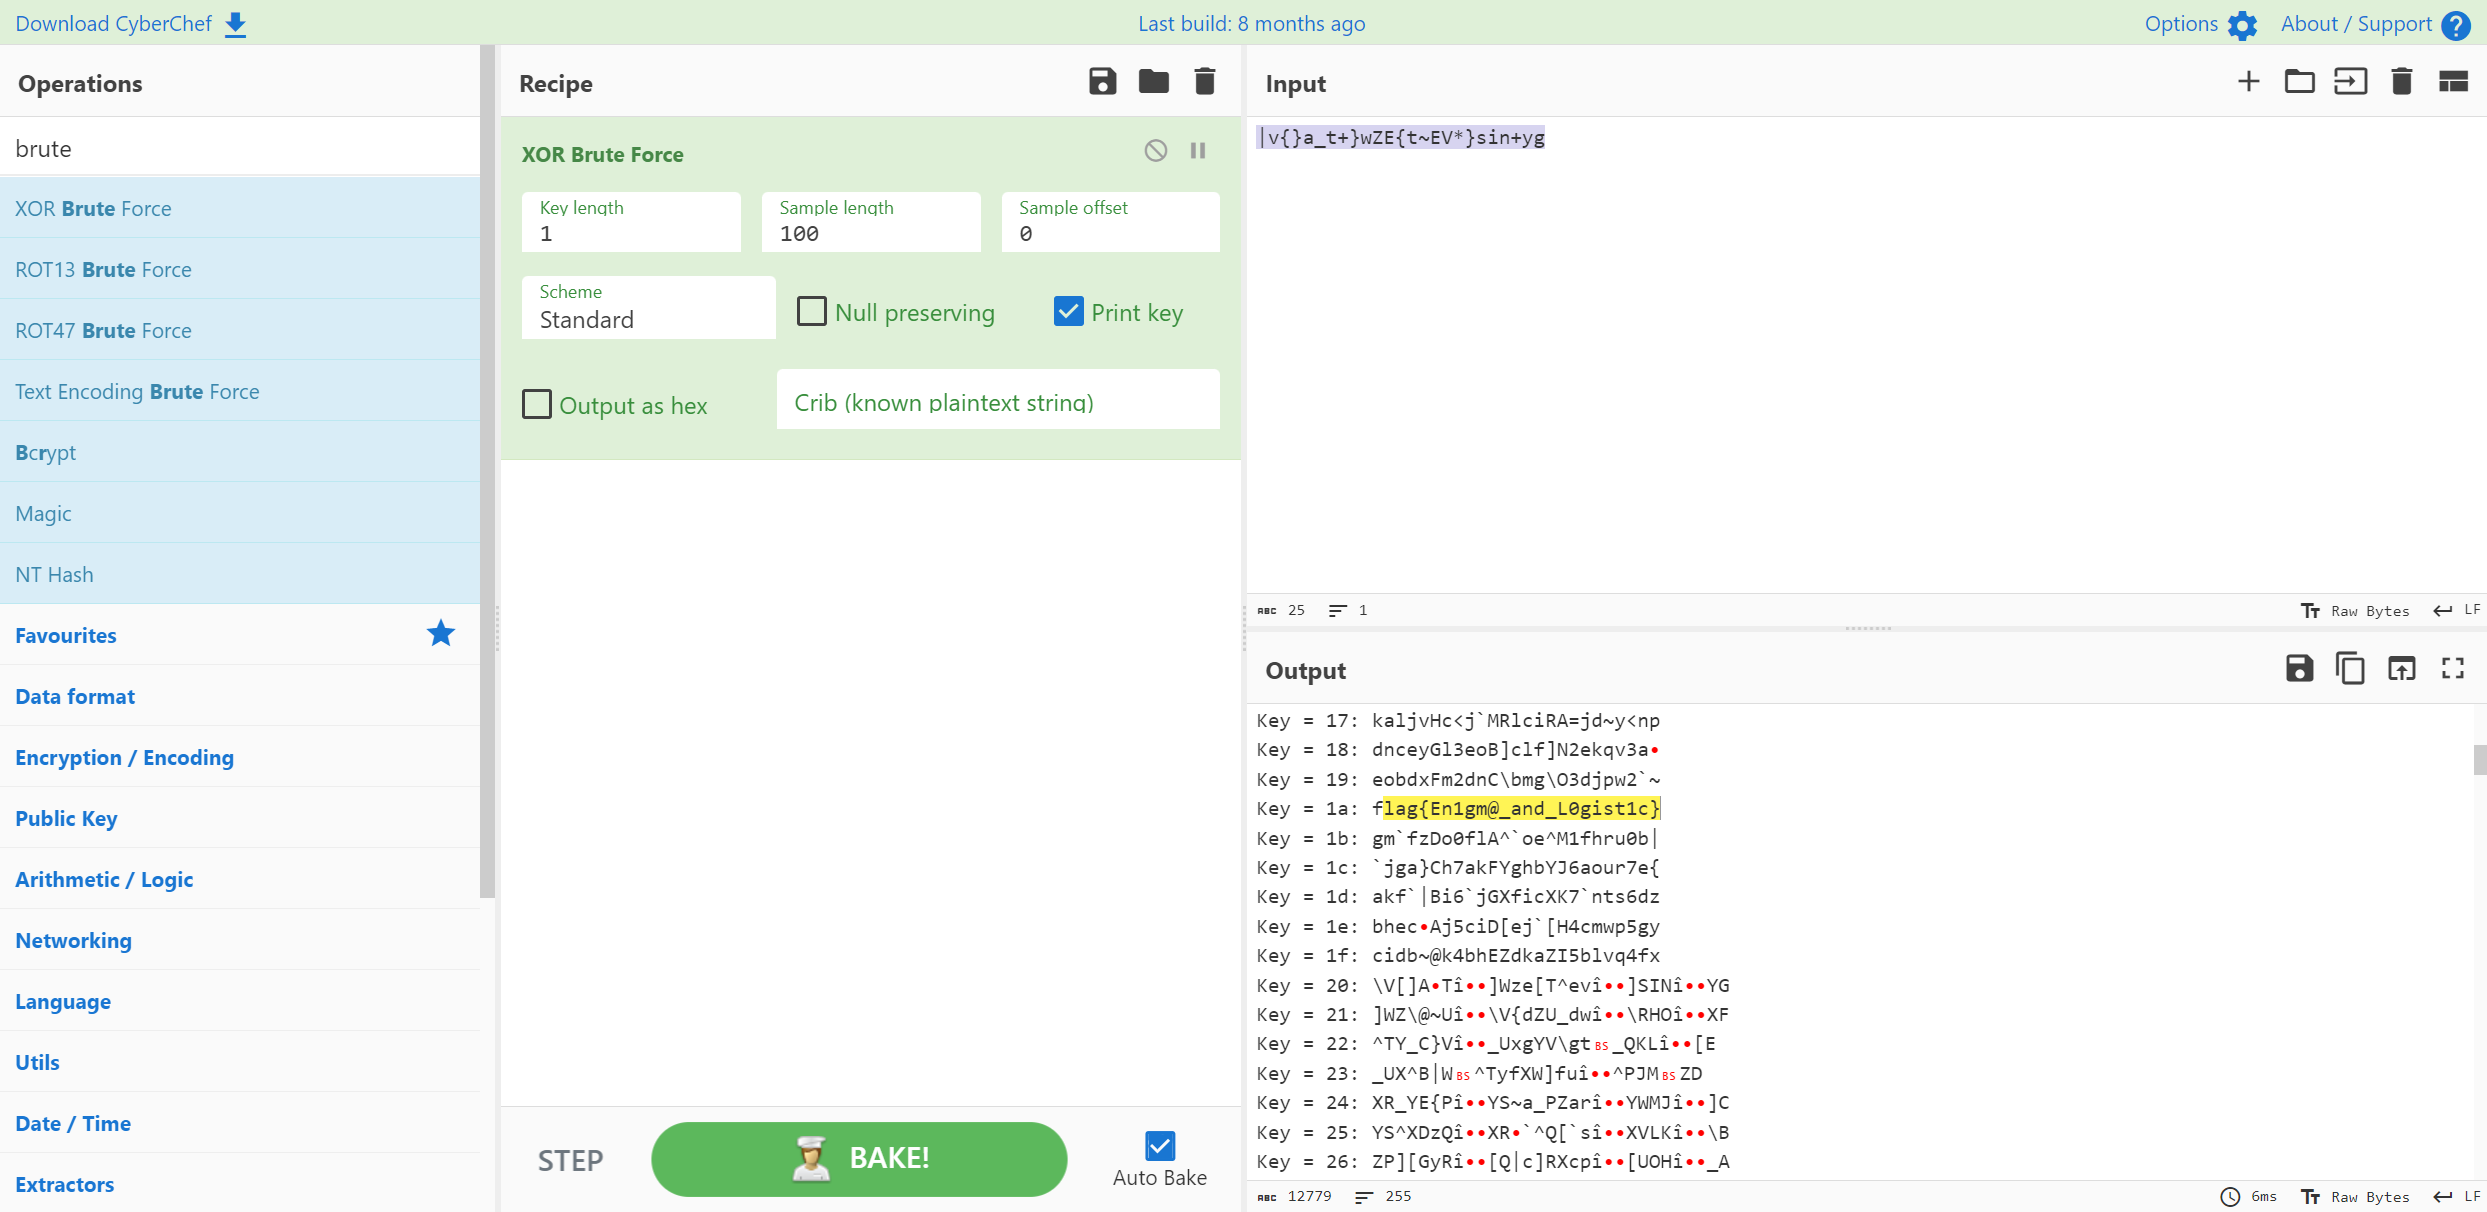 Download CyberChef
Last build: 8 months ago
Options
About / Support
Operations
brute
XOR Brute Force
ROT13 Brute Force
ROT47 Brute Force
Text Encoding Brute Force
Bcrypt
Magic
NT Hash
Favourites
Data format
Encryption / Encoding
Public Key
Arithmetic / Logic
Networking
Language
Utils
Date / Time
Extractors
Recipe
XOR Brute Force
Key length
1
Sample length
100
Sample offset
0
Scheme
Standard
Null preserving
Print key
Output as hex
Crib (known plaintext string)
STEP
BAKE!
Auto Bake
Input
|v{}a_t+}wZE{t~EV*}sin+yg
ABC 25 1
Raw Bytes LF
Output
Key = 17: kaljvHc<j`MRlciRA=jd~y<np
Key = 18: dnceyGl3eoB]clf]N2ekqv3a•
Key = 19: eobdxFm2dnC\bmg\O3djpw2`~
Key = 1a: flag{En1gm@_and_L0gist1c}
Key = 1b: gm`fzDo0flA^`oe^M1fhru0b|
Key = 1c: `jga}Ch7akFYghbYJ6aour7e{
Key = 1d: akf`|Bi6`jGXficXK7`nts6dz
Key = 1e: bhec•Aj5ciD[ej`[H4cmwp5gy
Key = 1f: cidb~@k4bhEZdkaZI5blvq4fx
Key = 20: \V[]A•Tî••]Wze[T^evî••]SINî••YG
Key = 21: ]WZ\@~Uî••\V{dZU_dwî••\RHOî••XF
Key = 22: ^TY_C}Vî••_UxgYV\gtBS_QKLî••[E
Key = 23: _UX^B|WBS^TyfXW]fuî••^PJMBSZD
Key = 24: XR_YE{Pî••YS~a_PZarî••YWMJî••]C
Key = 25: YS^XDzQî••XR•`^Q[`sî••XVLKî••\B
Key = 26: ZP][GyRî••[Q|c]RXcpî••[UOHî••_A
ABC 12779 255
6ms Raw Bytes LF